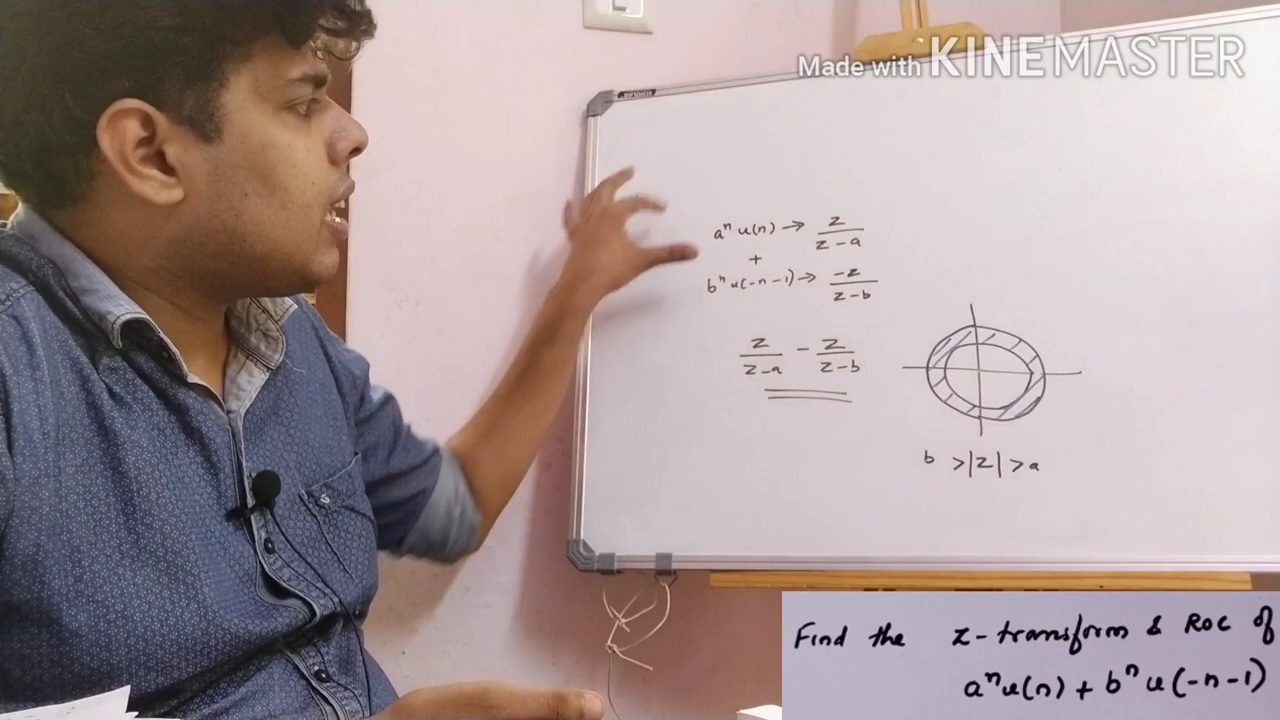 Made with KINEMASTER
aⁿ u(n) → z/(z-a)
+
bⁿ u(-n-1) → -z/(z-b)
z/(z-a) - z/(z-b)
b > |z| > a
Find the z-transform & ROC of
aⁿu(n) + bⁿ u(-n-1)